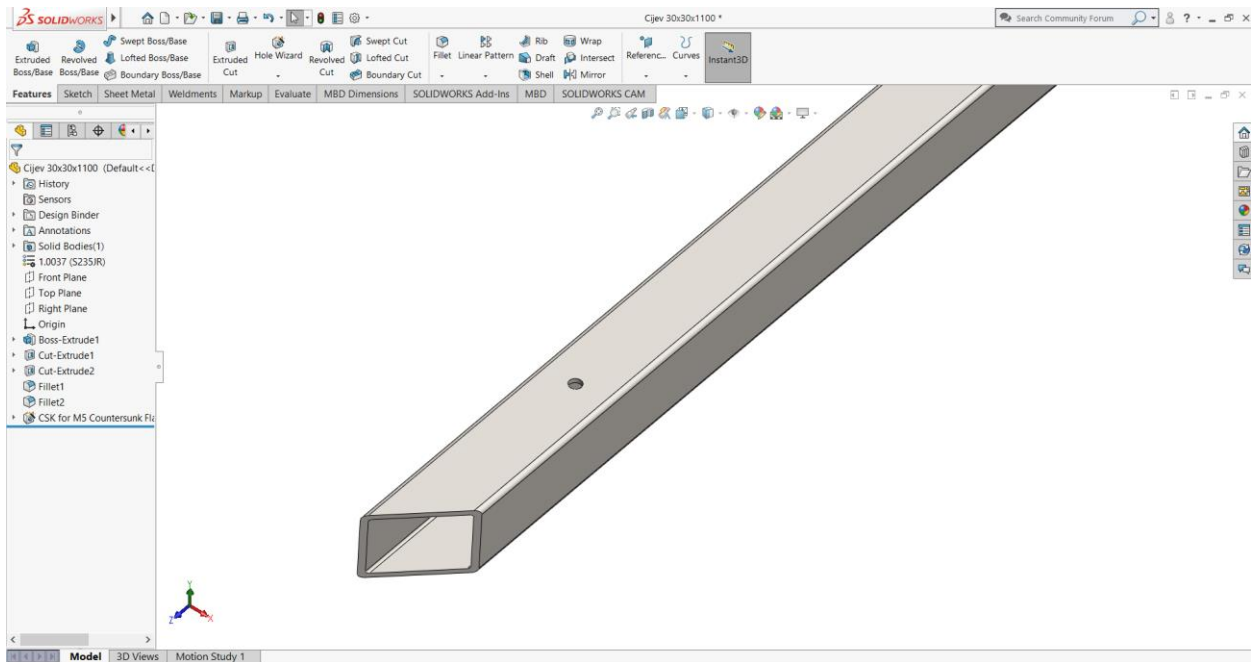 SOLIDWORKS
Cijev 30x30x1100 *
Search Community Forum
?
Extruded Boss/Base
Revolved Boss/Base
Swept Boss/Base
Lofted Boss/Base
Boundary Boss/Base
Extruded Cut
Hole Wizard
Revolved Cut
Swept Cut
Lofted Cut
Boundary Cut
Fillet
Linear Pattern
Rib
Draft
Shell
Wrap
Intersect
Mirror
Referenc...
Curves
Instant3D
Features
Sketch
Sheet Metal
Weldments
Markup
Evaluate
MBD Dimensions
SOLIDWORKS Add-Ins
MBD
SOLIDWORKS CAM
Cijev 30x30x1100 (Default<<D
History
Sensors
Design Binder
Annotations
Solid Bodies(1)
1.0037 (S235JR)
Front Plane
Top Plane
Right Plane
Origin
Boss-Extrude1
Cut-Extrude1
Cut-Extrude2
Fillet1
Fillet2
CSK for M5 Countersunk Fla
Y
Z
X
Model
3D Views
Motion Study 1